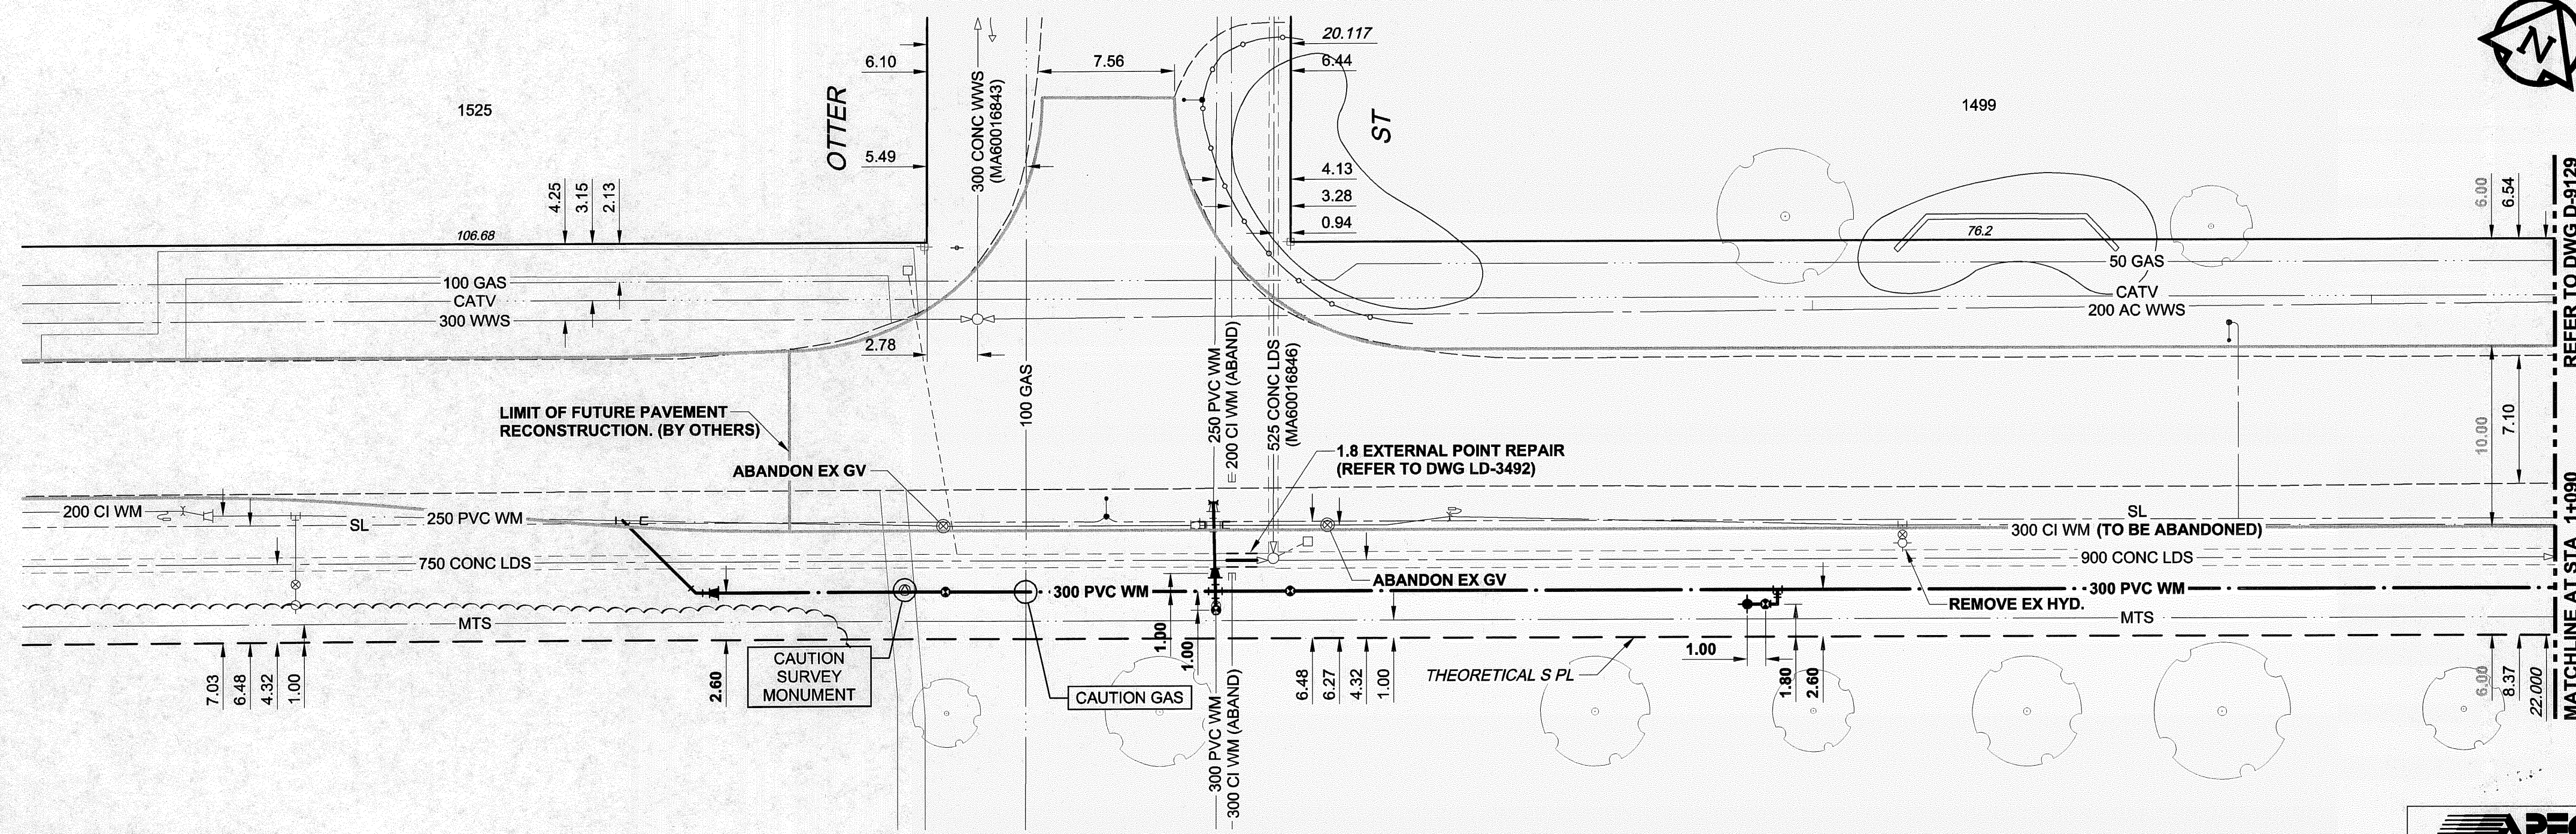 1525
OTTER
6.10
5.49
300 CONC WWS
(MA60016843)
7.56
20.117
6.44
ST
4.13
3.28
0.94
1499
N
4.25
3.15
2.13
106.68
100 GAS
CATV
300 WWS
2.78
76.2
50 GAS
CATV
200 AC WWS
6.00
6.54
REFER TO DWG D-9129
LIMIT OF FUTURE PAVEMENT
RECONSTRUCTION. (BY OTHERS)
ABANDON EX GV
100 GAS
250 PVC WM
200 CI WM (ABAND)
525 CONC LDS
(MA60016846)
1.8 EXTERNAL POINT REPAIR
(REFER TO DWG LD-3492)
10.00
7.10
200 CI WM
SL
250 PVC WM
SL
300 CI WM (TO BE ABANDONED)
750 CONC LDS
900 CONC LDS
ABANDON EX GV
300 PVC WM
300 PVC WM
REMOVE EX HYD.
MTS
MTS
MATCHLINE AT STA 1+090
7.03
6.48
4.32
1.00
2.60
CAUTION
SURVEY
MONUMENT
CAUTION GAS
1.00
1.00
300 PVC WM
300 CI WM (ABAND)
6.48
6.27
4.32
1.00
THEORETICAL S PL
1.00
1.80
2.60
6.00
8.37
22.000